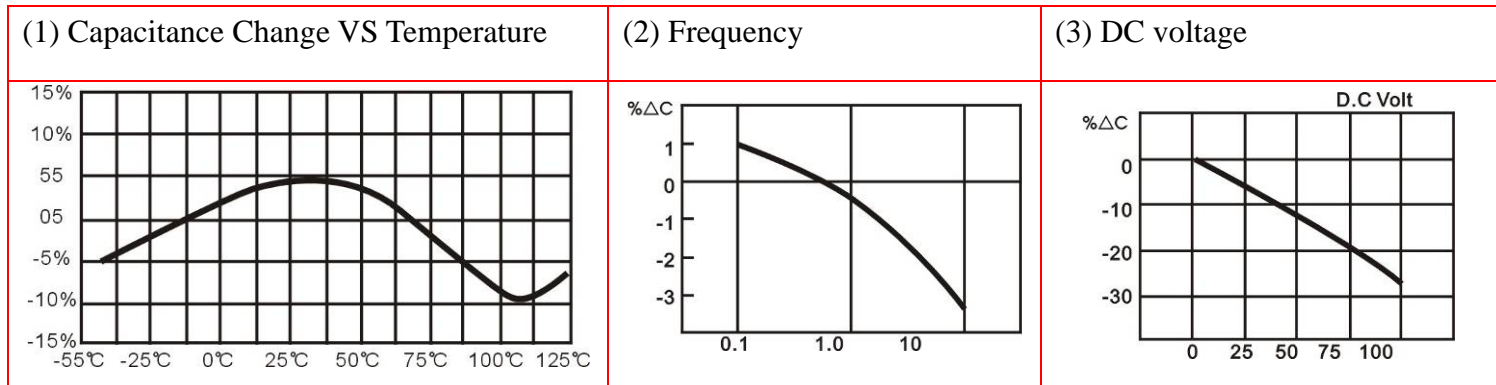 (1) Capacitance Change VS Temperature
(2) Frequency
(3) DC voltage
15%
10%
55
05
-5%
-10%
-15%
-55℃ -25℃ 0℃ 25℃ 50℃ 75℃ 100℃ 125℃
%△C
1
0
-1
-2
-3
0.1 1.0 10
D.C Volt
%△C
0
-10
-20
-30
0 25 50 75 100